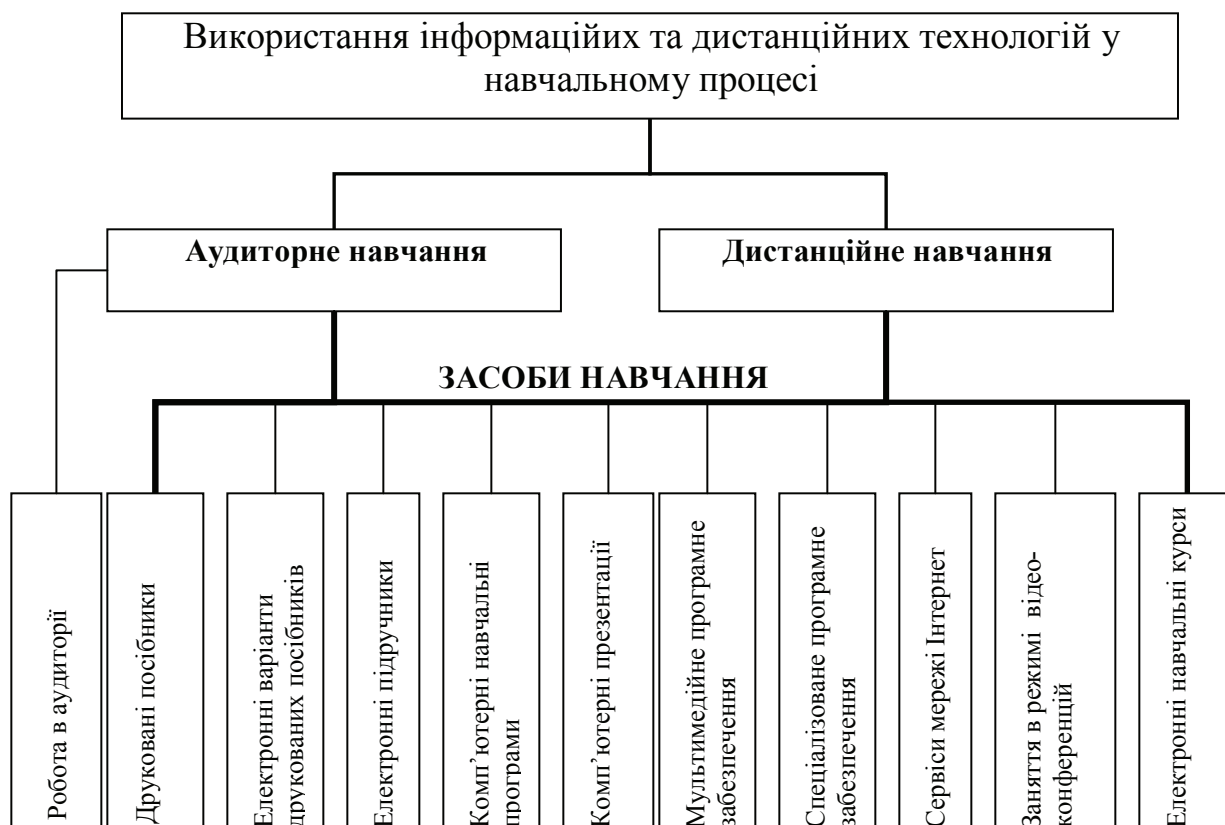 Використання інформаційих та дистанційних технологій у
навчальному процесі
Аудиторне навчання
Дистанційне навчання
ЗАСОБИ НАВЧАННЯ
Робота в аудиторії
Друковані посібники
Електронні варіанти
друкованих посібників
Електронні підручники
Комп’ютерні навчальні
програми
Комп’ютерні презентації
Мультимедійне програмне
забезпечення
Спеціалізоване програмне
забезпечення
Сервіси мережі Інтернет
Заняття в режимі відео-
конференцій
Електронні навчальні курси